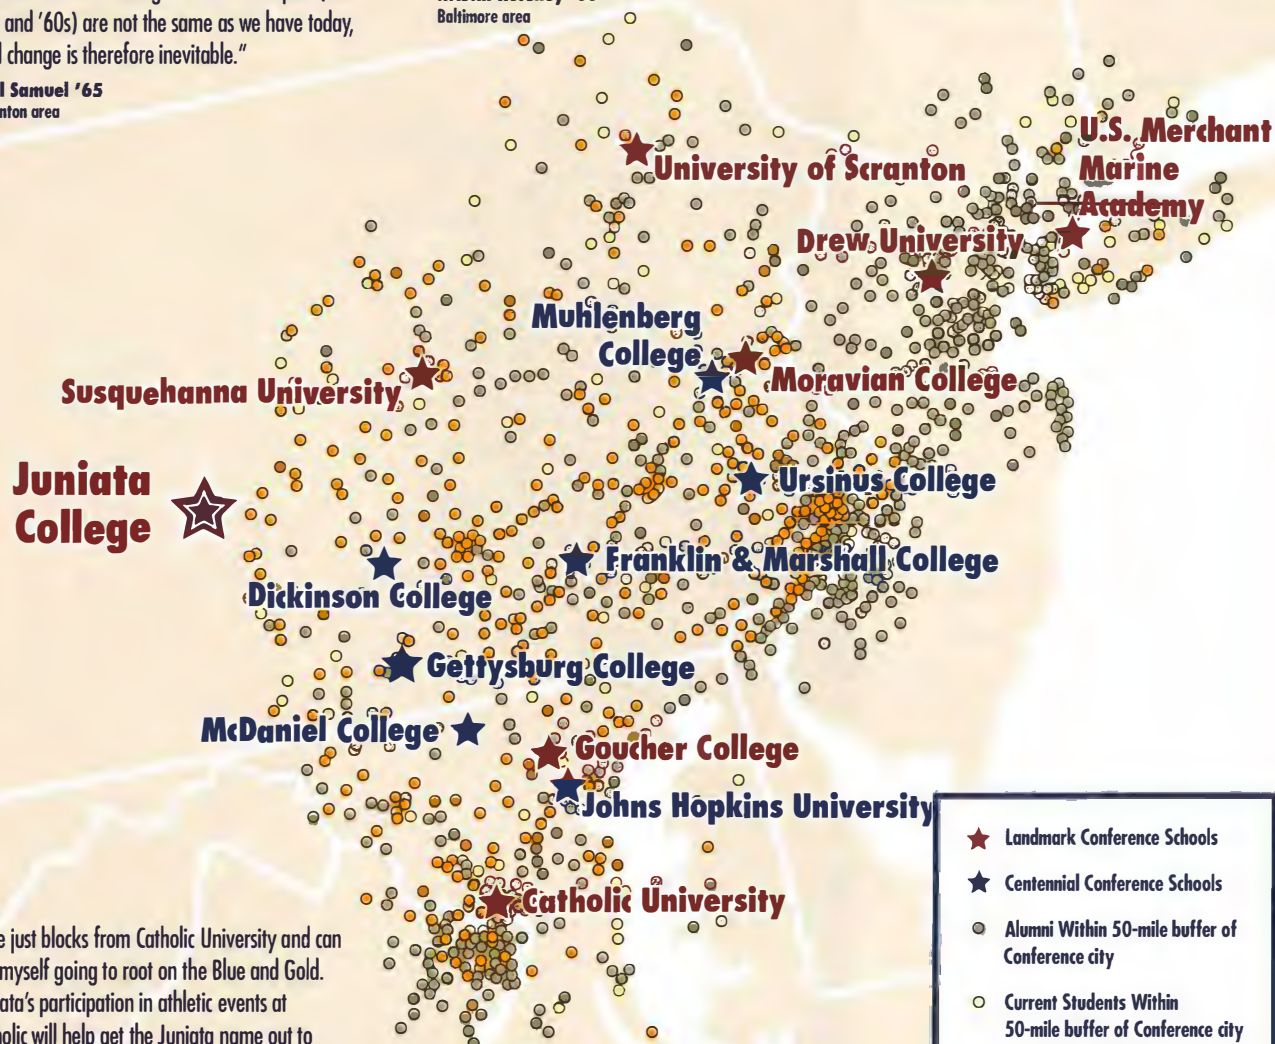 and '60s) are not the same as we have today,
change is therefore inevitable."
Samuel '65
area
Baltimore area
University of Scranton
U.S. Merchant
Marine
Academy
Drew University
Muhlenberg
College
Moravian College
Susquehanna University
Juniata
College
Ursinus College
Franklin & Marshall College
Dickinson College
Gettysburg College
McDaniel College
Goucher College
Johns Hopkins University
Catholic University
just blocks from Catholic University and can
myself going to root on the Blue and Gold.
participation in athletic events at
will help get the Juniata name out to
Landmark Conference Schools
Centennial Conference Schools
Alumni Within 50-mile buffer of
Conference city
Current Students Within
50-mile buffer of Conference city